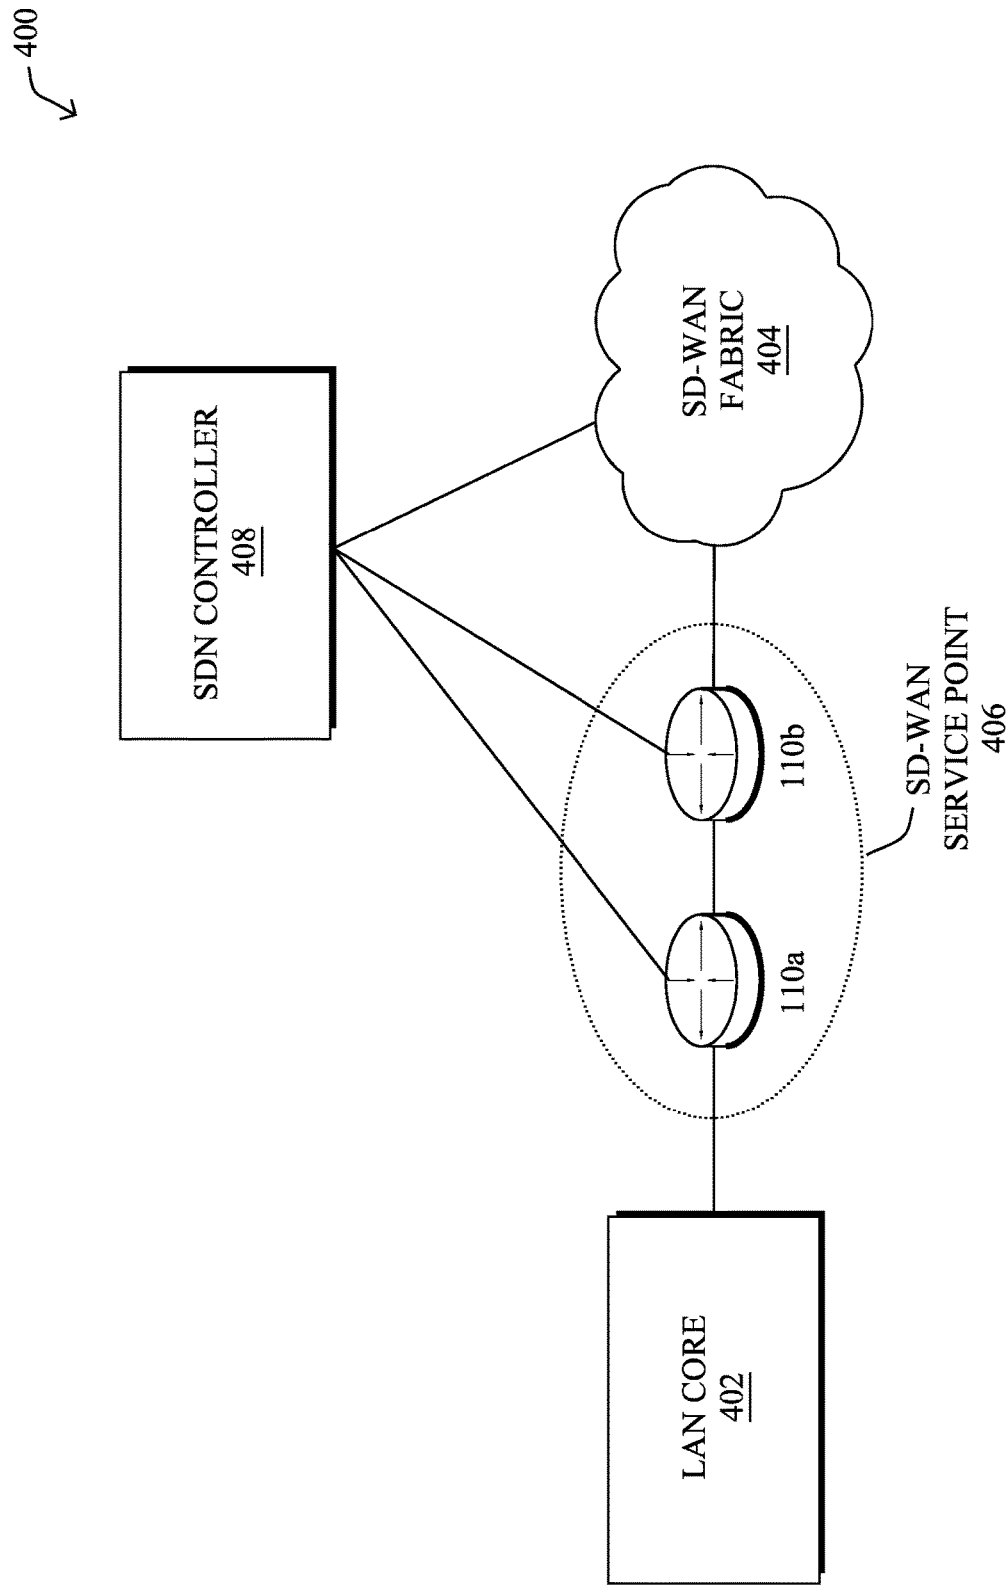 400
SDN CONTROLLER
408
SD-WAN
FABRIC
404
110a
110b
LAN CORE
402
SD-WAN
SERVICE POINT
406